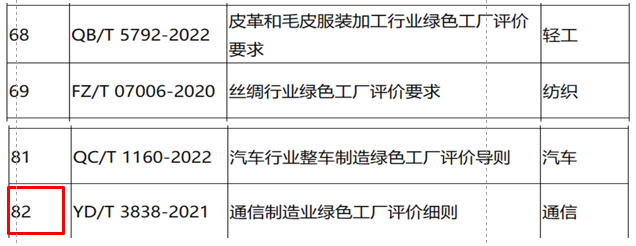 68 QB/T 5792-2022 皮革和毛皮服装加工行业绿色工厂评价 轻工
要求
69 FZ/T 07006-2020 丝绸行业绿色工厂评价要求 纺织
81 QC/T 1160-2022 汽车行业整车制造绿色工厂评价导则 汽车
82 YD/T 3838-2021 通信制造业绿色工厂评价细则 通信